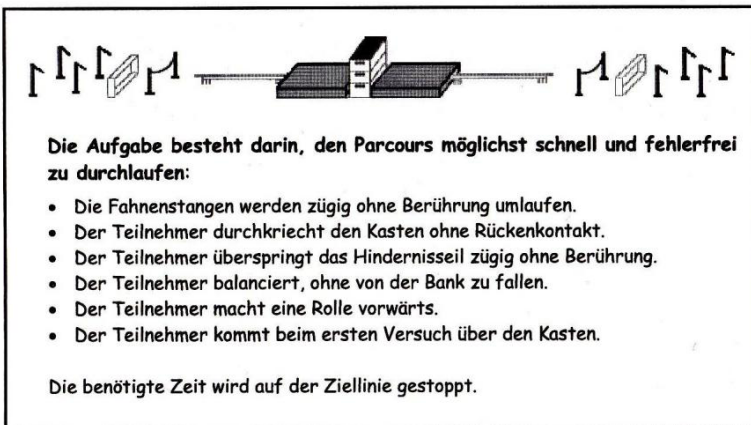 Die Aufgabe besteht darin, den Parcours möglichst schnell und fehlerfrei
zu durchlaufen:
• Die Fahnenstangen werden zügig ohne Berührung umlaufen.
• Der Teilnehmer durchkriecht den Kasten ohne Rückenkontakt.
• Der Teilnehmer überspringt das Hindernisseil zügig ohne Berührung.
• Der Teilnehmer balanciert, ohne von der Bank zu fallen.
• Der Teilnehmer macht eine Rolle vorwärts.
• Der Teilnehmer kommt beim ersten Versuch über den Kasten.
Die benötigte Zeit wird auf der Ziellinie gestoppt.